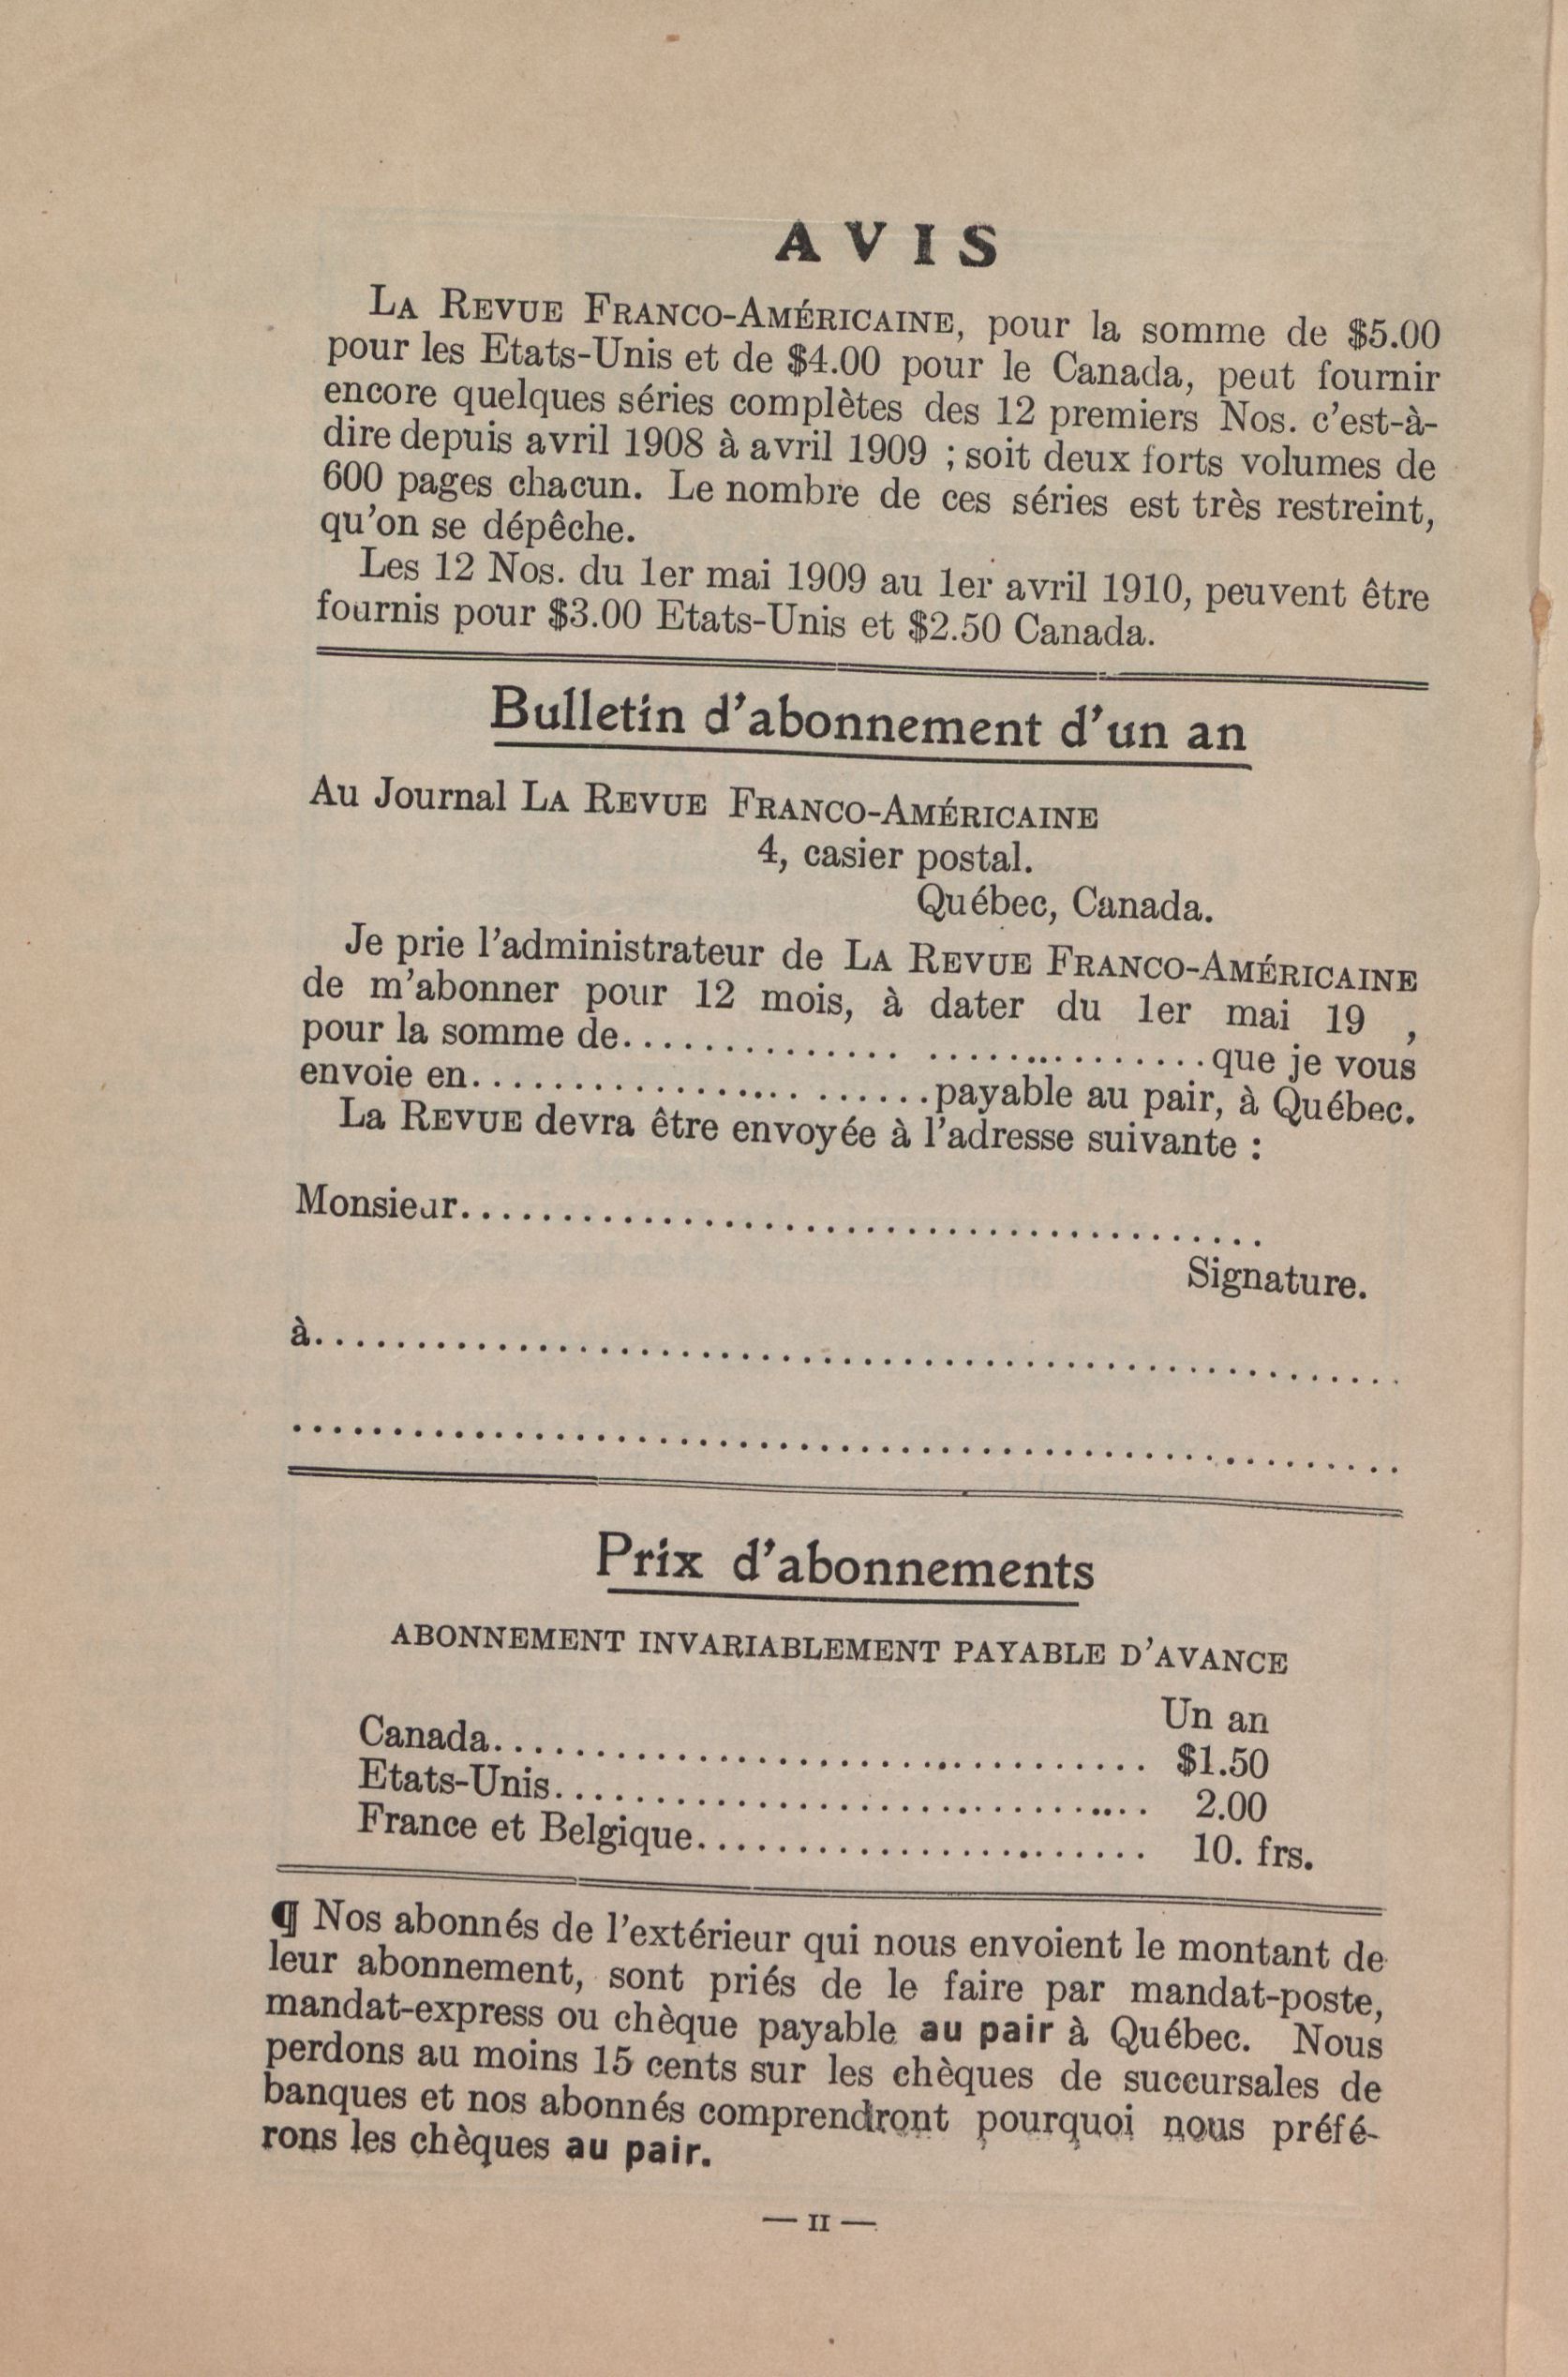 AVIS
LA REVUE FRANCO-AMÉRICAINE, pour la somme de $5.00
pour les Etats-Unis et de $4.00 pour le Canada, peut fournir
encore quelques séries complètes des 12 premiers Nos. c'est-à-
dire depuis avril 1908 à avril 1909 ; soit deux forts volumes de
600 pages chacun. Le nombre de ces séries est très restreint,
qu'on se dépêche.
Les 12 Nos. du 1er mai 1909 au 1er avril 1910, peuvent être
fournis pour $3.00 Etats-Unis et $2.50 Canada.
Bulletin d'abonnement d'un an
Au Journal LA REVUE FRANCO-AMÉRICAINE
4, casier postal.
Québec, Canada.
Je prie l'administrateur de LA REVUE FRANCO-AMÉRICAINE
de m'abonner pour 12 mois, à dater du 1er mai 19 ,
pour la somme de.............. ..............que je vous
envoie en................ ......payable au pair, à Québec.
La REVUE devra être envoyée à l'adresse suivante :
Monsieur.......................................
Signature.
à......................................................
.......................................................
Prix d'abonnements
ABONNEMENT INVARIABLEMENT PAYABLE D'AVANCE
Un an
Canada................................ $1.50
Etats-Unis............................. 2.00
France et Belgique...................... 10. frs.
¶ Nos abonnés de l'extérieur qui nous envoient le montant de
leur abonnement, sont priés de le faire par mandat-poste,
mandat-express ou chèque payable au pair à Québec. Nous
perdons au moins 15 cents sur les chèques de succursales de
banques et nos abonnés comprendront pourquoi nous préfé-
rons les chèques au pair.
— II —